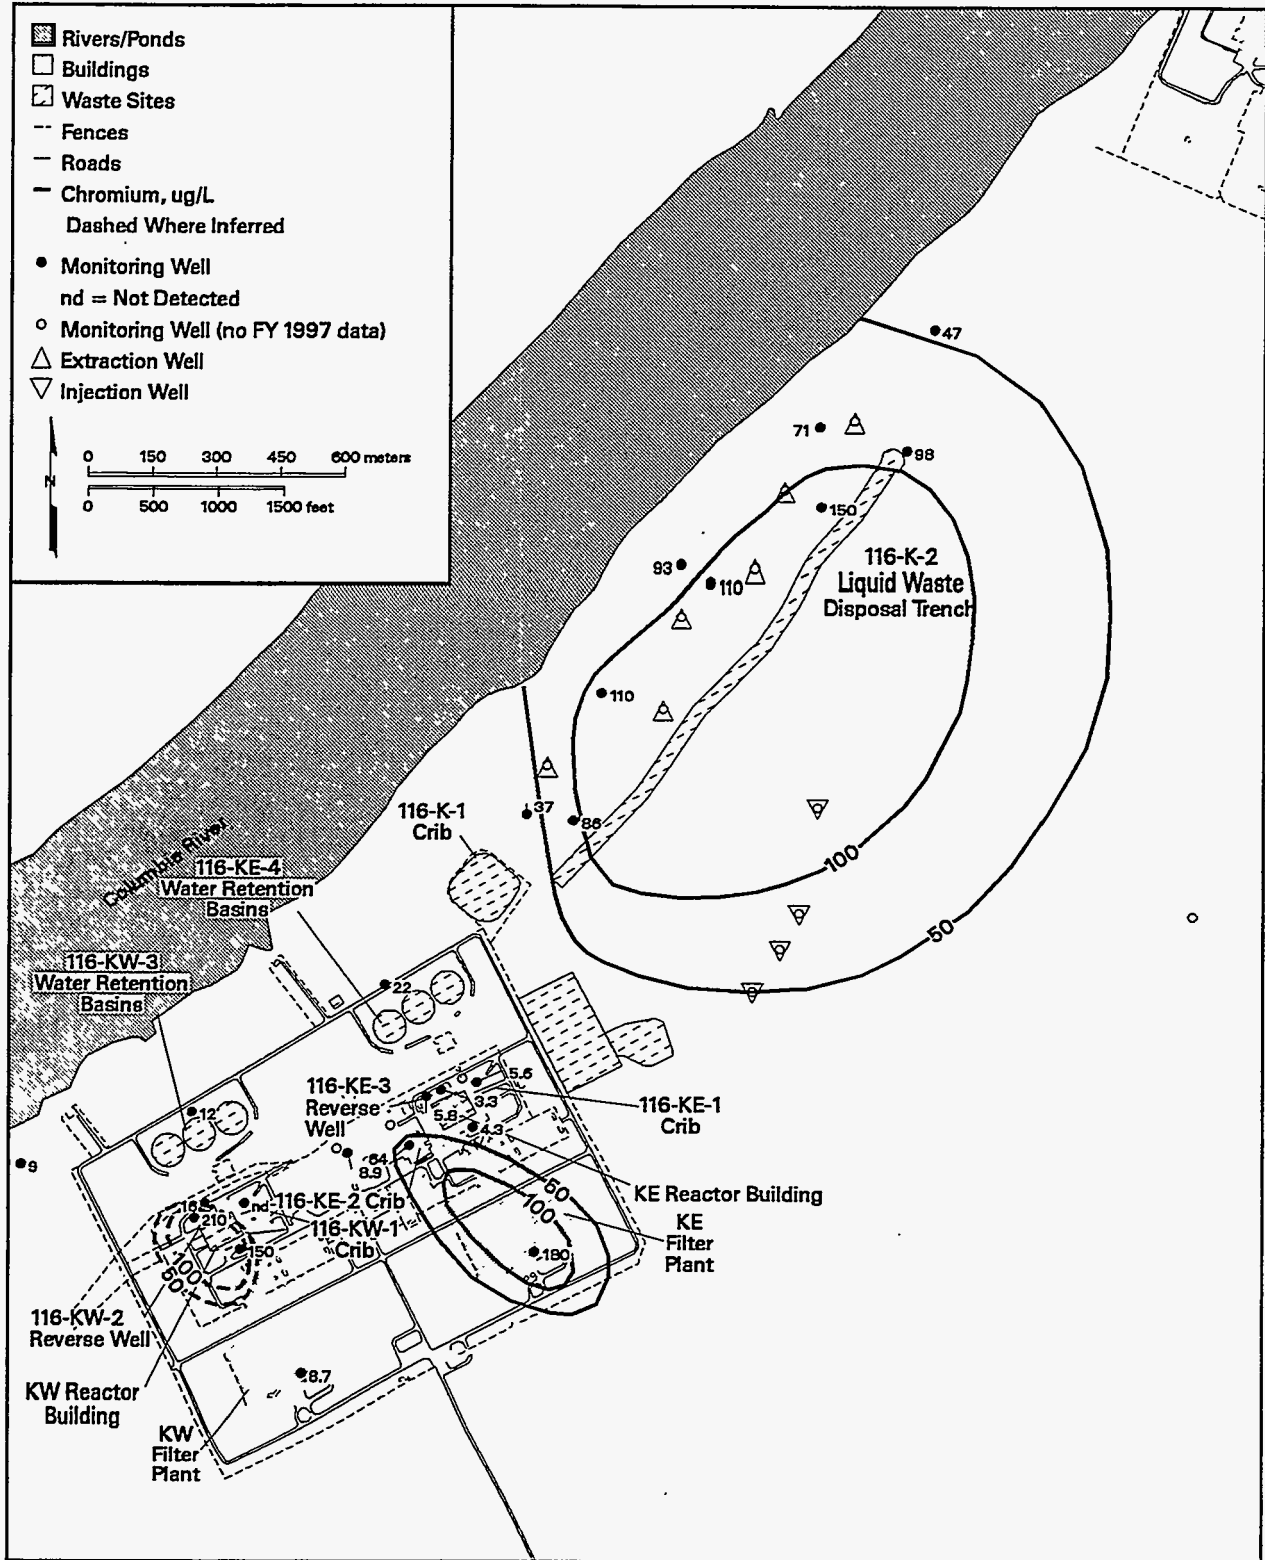 Rivers/Ponds
Buildings
Waste Sites
Fences
Roads
Chromium, ug/L
Dashed Where Inferred
Monitoring Well
nd = Not Detected
Monitoring Well (no FY 1997 data)
Extraction Well
Injection Well
N
0 150 300 450 600 meters
0 500 1000 1500 feet
47
71
98
150
93
110
116-K-2
Liquid Waste
Disposal Trench
110
37
86
116-K-1
Crib
100
50
Columbia River
116-KE-4
Water Retention
Basins
116-KW-3
Water Retention
Basins
22
12
9
116-KE-3
Reverse
Well
5.6
3.3
5.8
4.3
116-KE-1
Crib
64
8.9
KE Reactor Building
50
100
KE
Filter
Plant
180
116-KE-2 Crib
116-KW-1
Crib
nd
210
150
100
50
116-KW-2
Reverse Well
KW Reactor
Building
8.7
KW
Filter
Plant